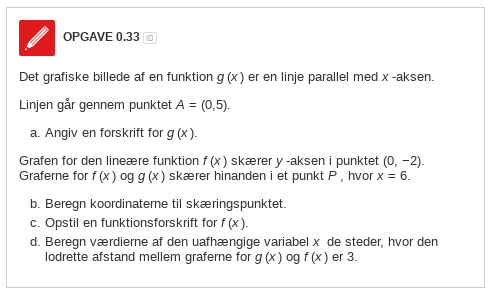 OPGAVE 0.33 ID
Det grafiske billede af en funktion g (x ) er en linje parallel med x -aksen.
Linjen går gennem punktet A = (0,5).
a. Angiv en forskrift for g (x ).
Grafen for den lineære funktion f (x ) skærer y -aksen i punktet (0, −2).
Graferne for f (x ) og g (x ) skærer hinanden i et punkt P , hvor x = 6.
b. Beregn koordinaterne til skæringspunktet.
c. Opstil en funktionsforskrift for f (x ).
d. Beregn værdierne af den uafhængige variabel x de steder, hvor den
lodrette afstand mellem graferne for g (x ) og f (x ) er 3.